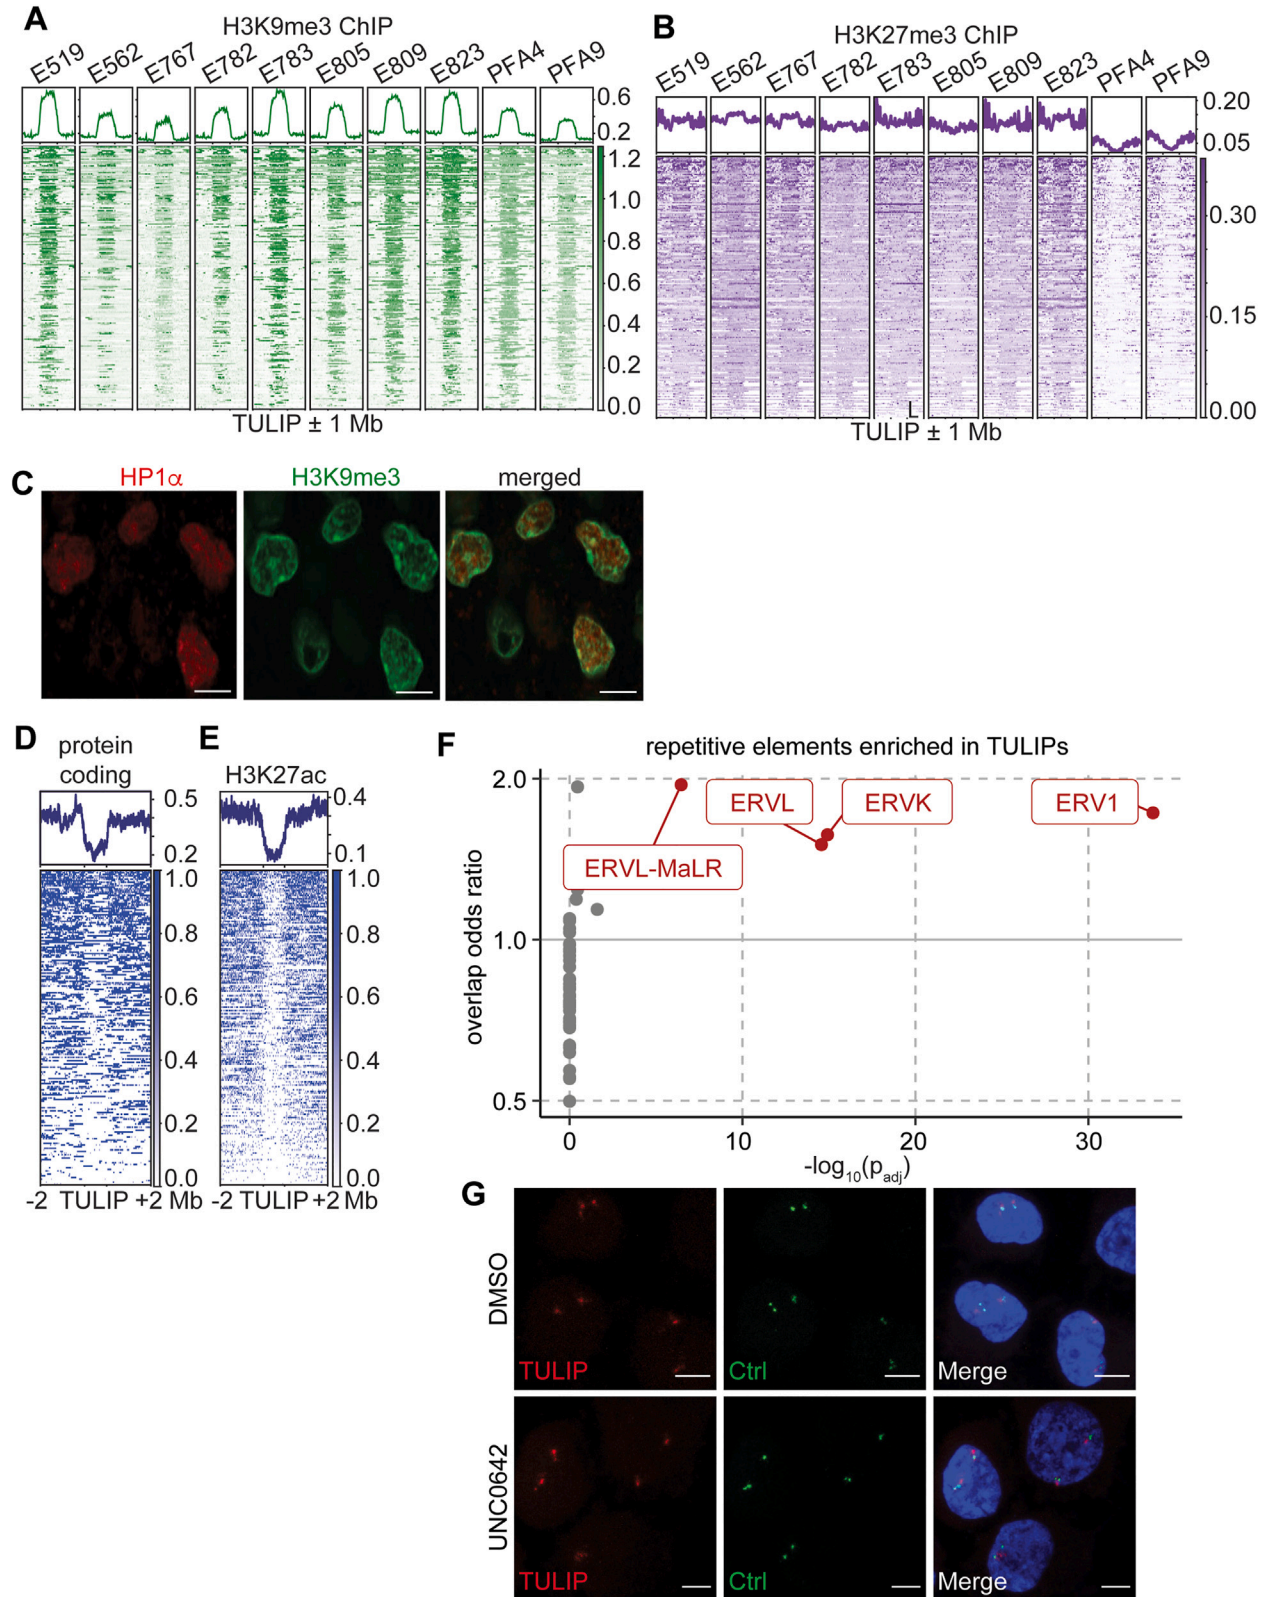 A
H3K9me3 ChIP
E519 E562 E767 E782 E783 E805 E809 E823 PFA4 PFA9
0.6
0.2
1.2
1.0
0.8
0.6
0.4
0.2
0.0
TULIP ± 1 Mb
B
H3K27me3 ChIP
E519 E562 E767 E782 E783 E805 E809 E823 PFA4 PFA9
0.20
0.05
0.30
0.15
0.00
L
TULIP ± 1 Mb
C
HP1α H3K9me3 merged
D
protein
coding
0.5
0.2
1.0
0.8
0.6
0.4
0.2
0.0
-2 TULIP +2 Mb
E
H3K27ac
0.4
0.1
1.0
0.8
0.6
0.4
0.2
0.0
-2 TULIP +2 Mb
F
repetitive elements enriched in TULIPs
overlap odds ratio
2.0
1.0
0.5
ERVL ERVK ERV1
ERVL-MaLR
0 10 20 30
-log10(padj)
G
DMSO
TULIP Ctrl Merge
UNC0642
TULIP Ctrl Merge